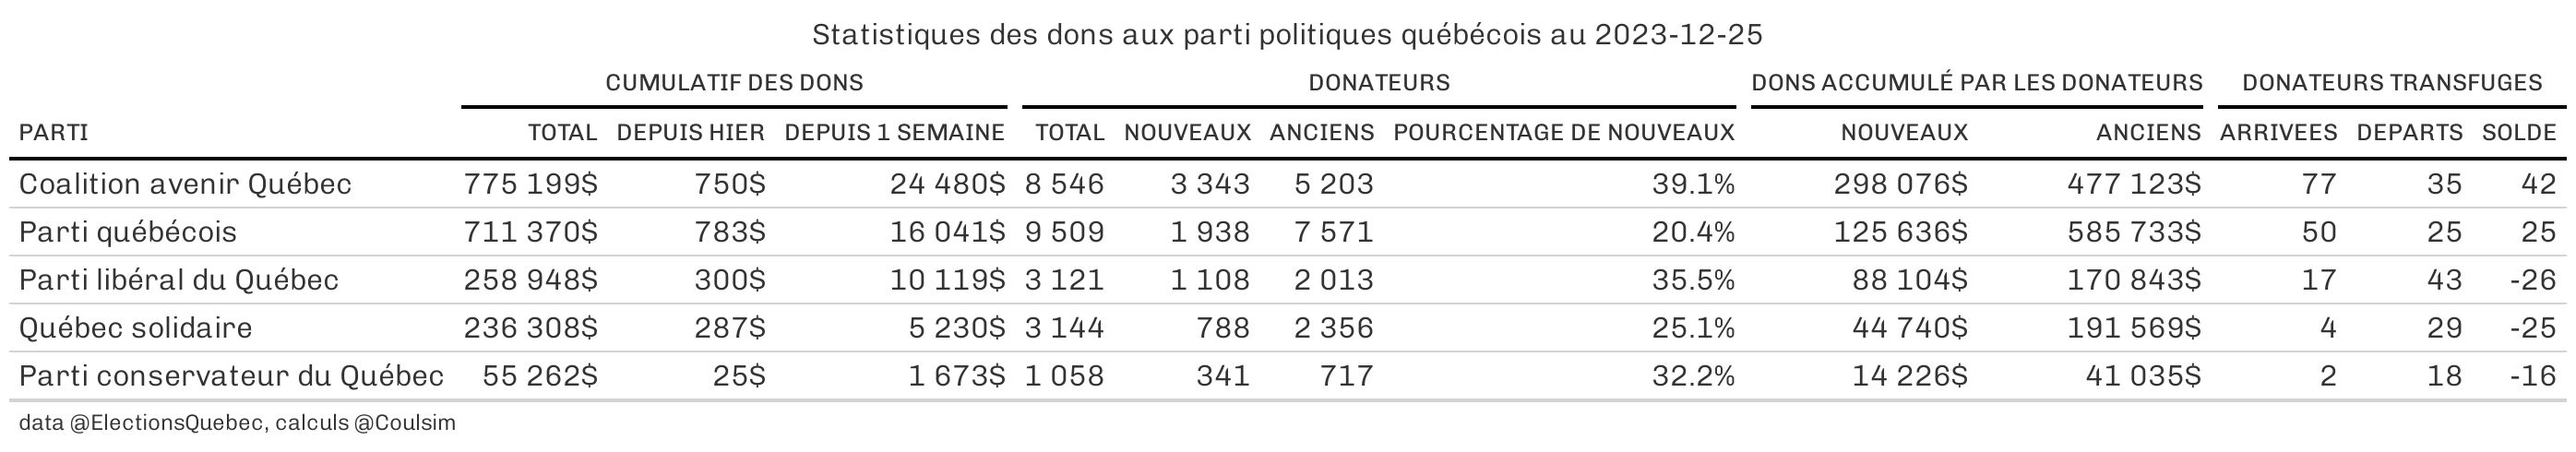 Statistiques des dons aux parti politiques québécois au 2023-12-25
CUMULATIF DES DONS DONATEURS DONS ACCUMULÉ PAR LES DONATEURS DONATEURS TRANSFUGES
PARTI TOTAL DEPUIS HIER DEPUIS 1 SEMAINE TOTAL NOUVEAUX ANCIENS POURCENTAGE DE NOUVEAUX NOUVEAUX ANCIENS ARRIVEES DEPARTS SOLDE
Coalition avenir Québec 775 199$ 750$ 24 480$ 8 546 3 343 5 203 39.1% 298 076$ 477 123$ 77 35 42
Parti québécois 711 370$ 783$ 16 041$ 9 509 1 938 7 571 20.4% 125 636$ 585 733$ 50 25 25
Parti libéral du Québec 258 948$ 300$ 10 119$ 3 121 1 108 2 013 35.5% 88 104$ 170 843$ 17 43 -26
Québec solidaire 236 308$ 287$ 5 230$ 3 144 788 2 356 25.1% 44 740$ 191 569$ 4 29 -25
Parti conservateur du Québec 55 262$ 25$ 1 673$ 1 058 341 717 32.2% 14 226$ 41 035$ 2 18 -16
data @ElectionsQuebec, calculs @Coulsim